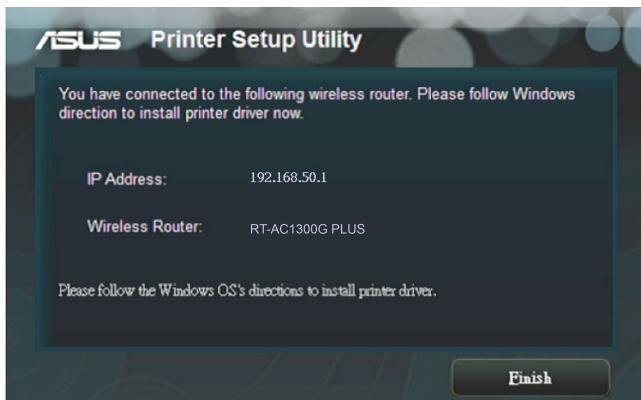 ASUS Printer Setup Utility
You have connected to the following wireless router. Please follow Windows
direction to install printer driver now.
IP Address: 192.168.50.1
Wireless Router: RT-AC1300G PLUS
Please follow the Windows OS's directions to install printer driver.
Finish